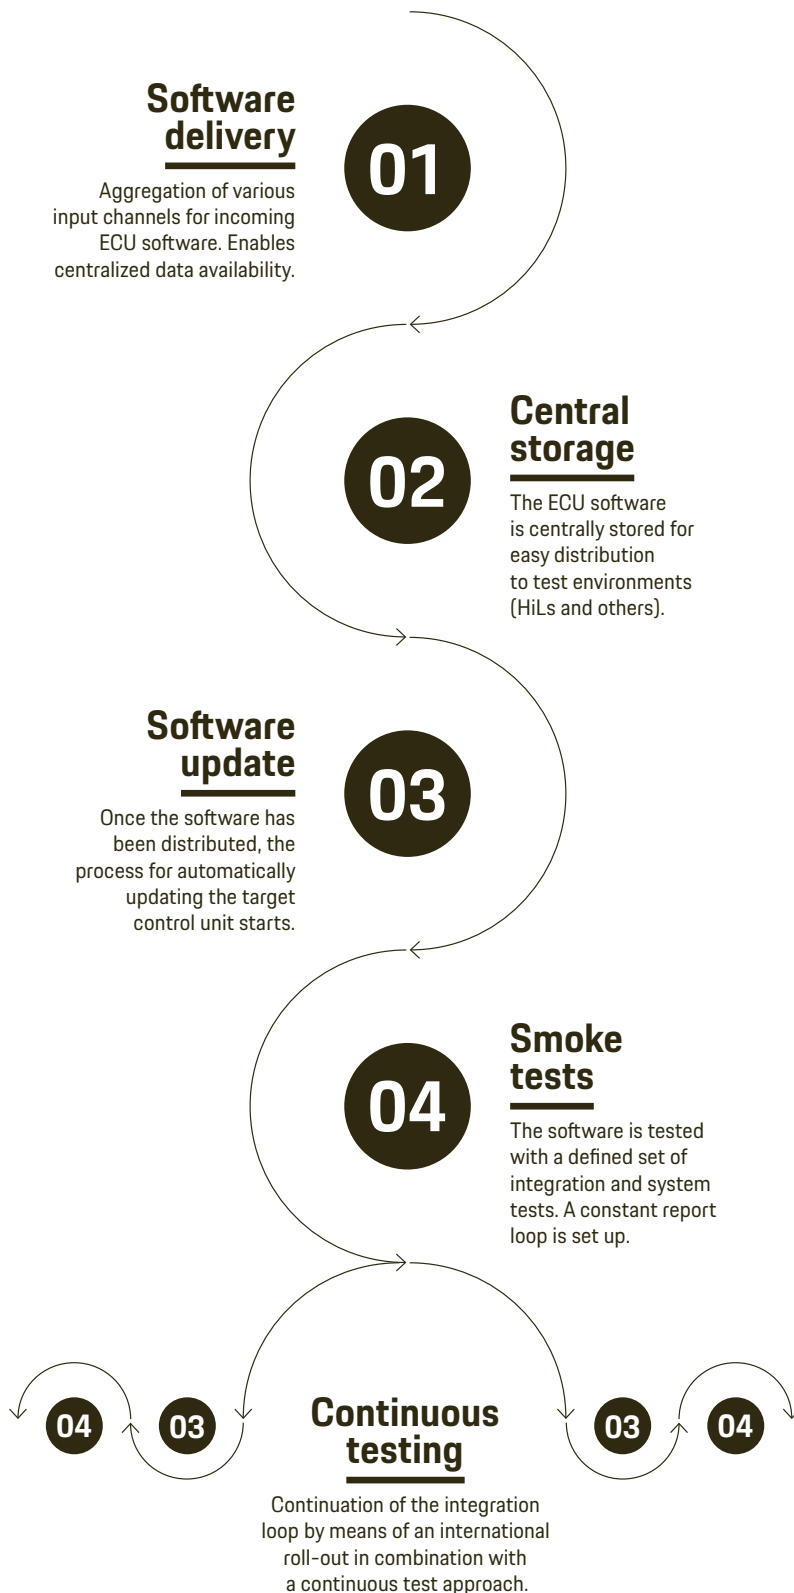 Software
delivery
01
Aggregation of various
input channels for incoming
ECU software. Enables
centralized data availability.
02
Central
storage
The ECU software
is centrally stored for
easy distribution
to test environments
(HiLs and others).
Software
update
03
Once the software has
been distributed, the
process for automatically
updating the target
control unit starts.
04
Smoke
tests
The software is tested
with a defined set of
integration and system
tests. A constant report
loop is set up.
04 03
Continuous
testing
03 04
Continuation of the integration
loop by means of an international
roll-out in combination with
a continuous test approach.